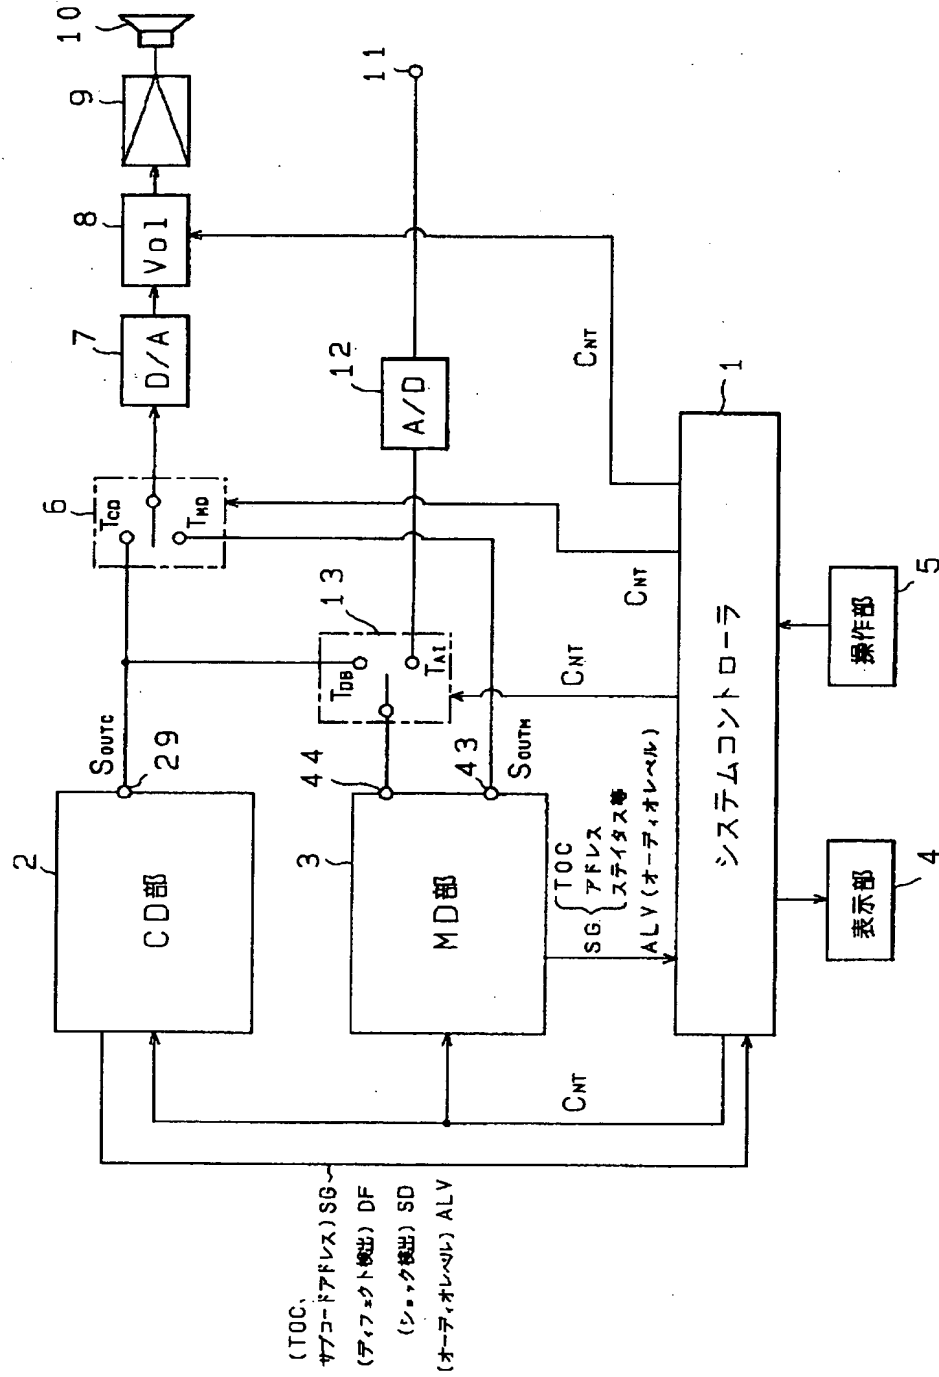 2
CD部
SOUTC
29
6
TCD
TMD
7
D/A
8
Vol
9
10
3
MD部
44
43
SOUTM
13
TDB
TAI
12
A/D
11
SG
TOC
アドレス
ステイタス等
ALV(オーディオレベル)
CNT
CNT
CNT
CNT
システムコントローラ
1
表示部
4
操作部
5
(TOC、
サブコードアドレス)SG
(ディフェクト検出)DF
(ショック検出)SD
(オーディオレベル)ALV